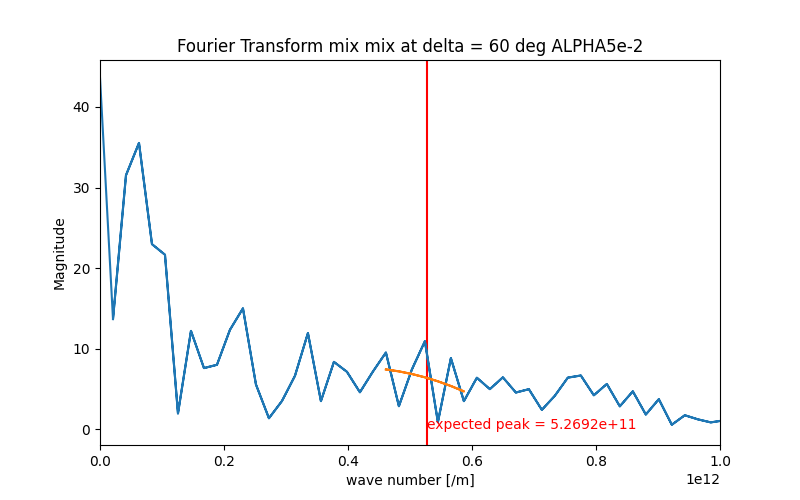 Fourier Transform mix mix at delta = 60 deg ALPHA5e-2
Magnitude
40
30
20
10
0
expected peak = 5.2692e+11
0.0 0.2 0.4 0.6 0.8 1.0
1e12
wave number [/m]